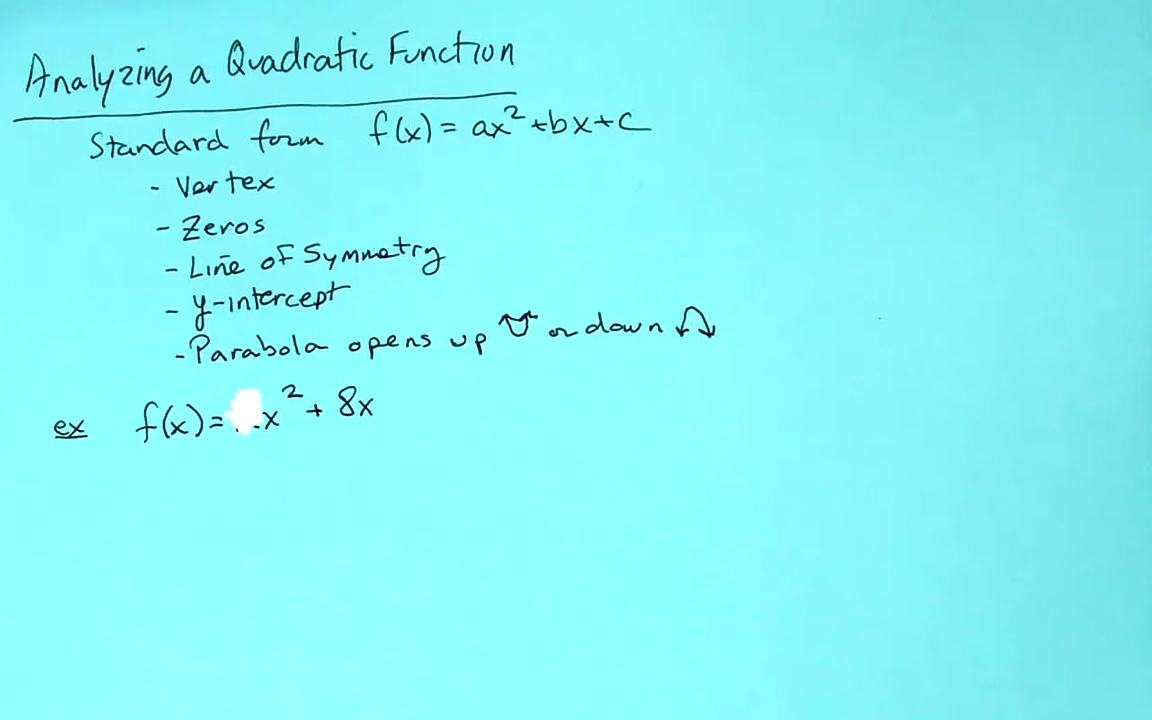 Analyzing a Quadratic Function
Standard form f(x) = ax² + bx + c
- Vertex
- Zeros
- Line of Symmetry
- y-intercept
- Parabola opens up or down
ex f(x) = x² + 8x